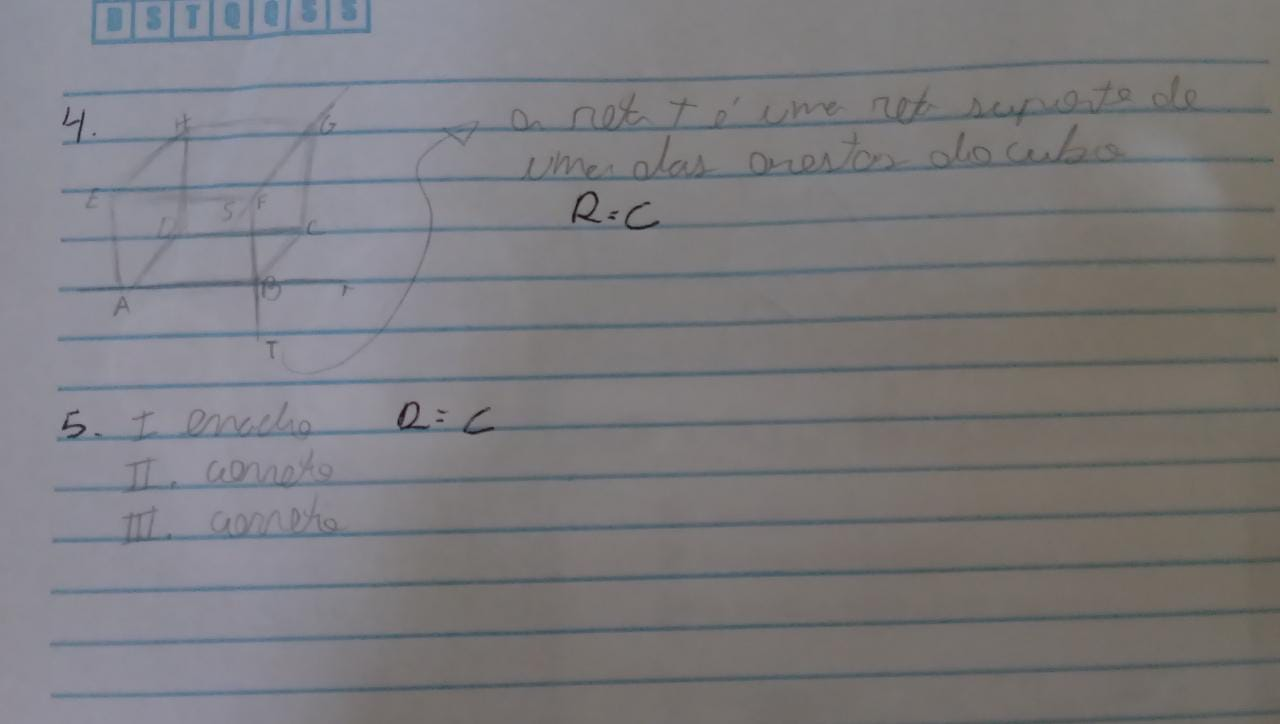 D S T Q Q S S
4.
H G
a reta t é uma reta suporte de
uma das arestas do cubo
E S F
R = C
D C
A B r
T
5. I errado R = C
II. correto
III. correto